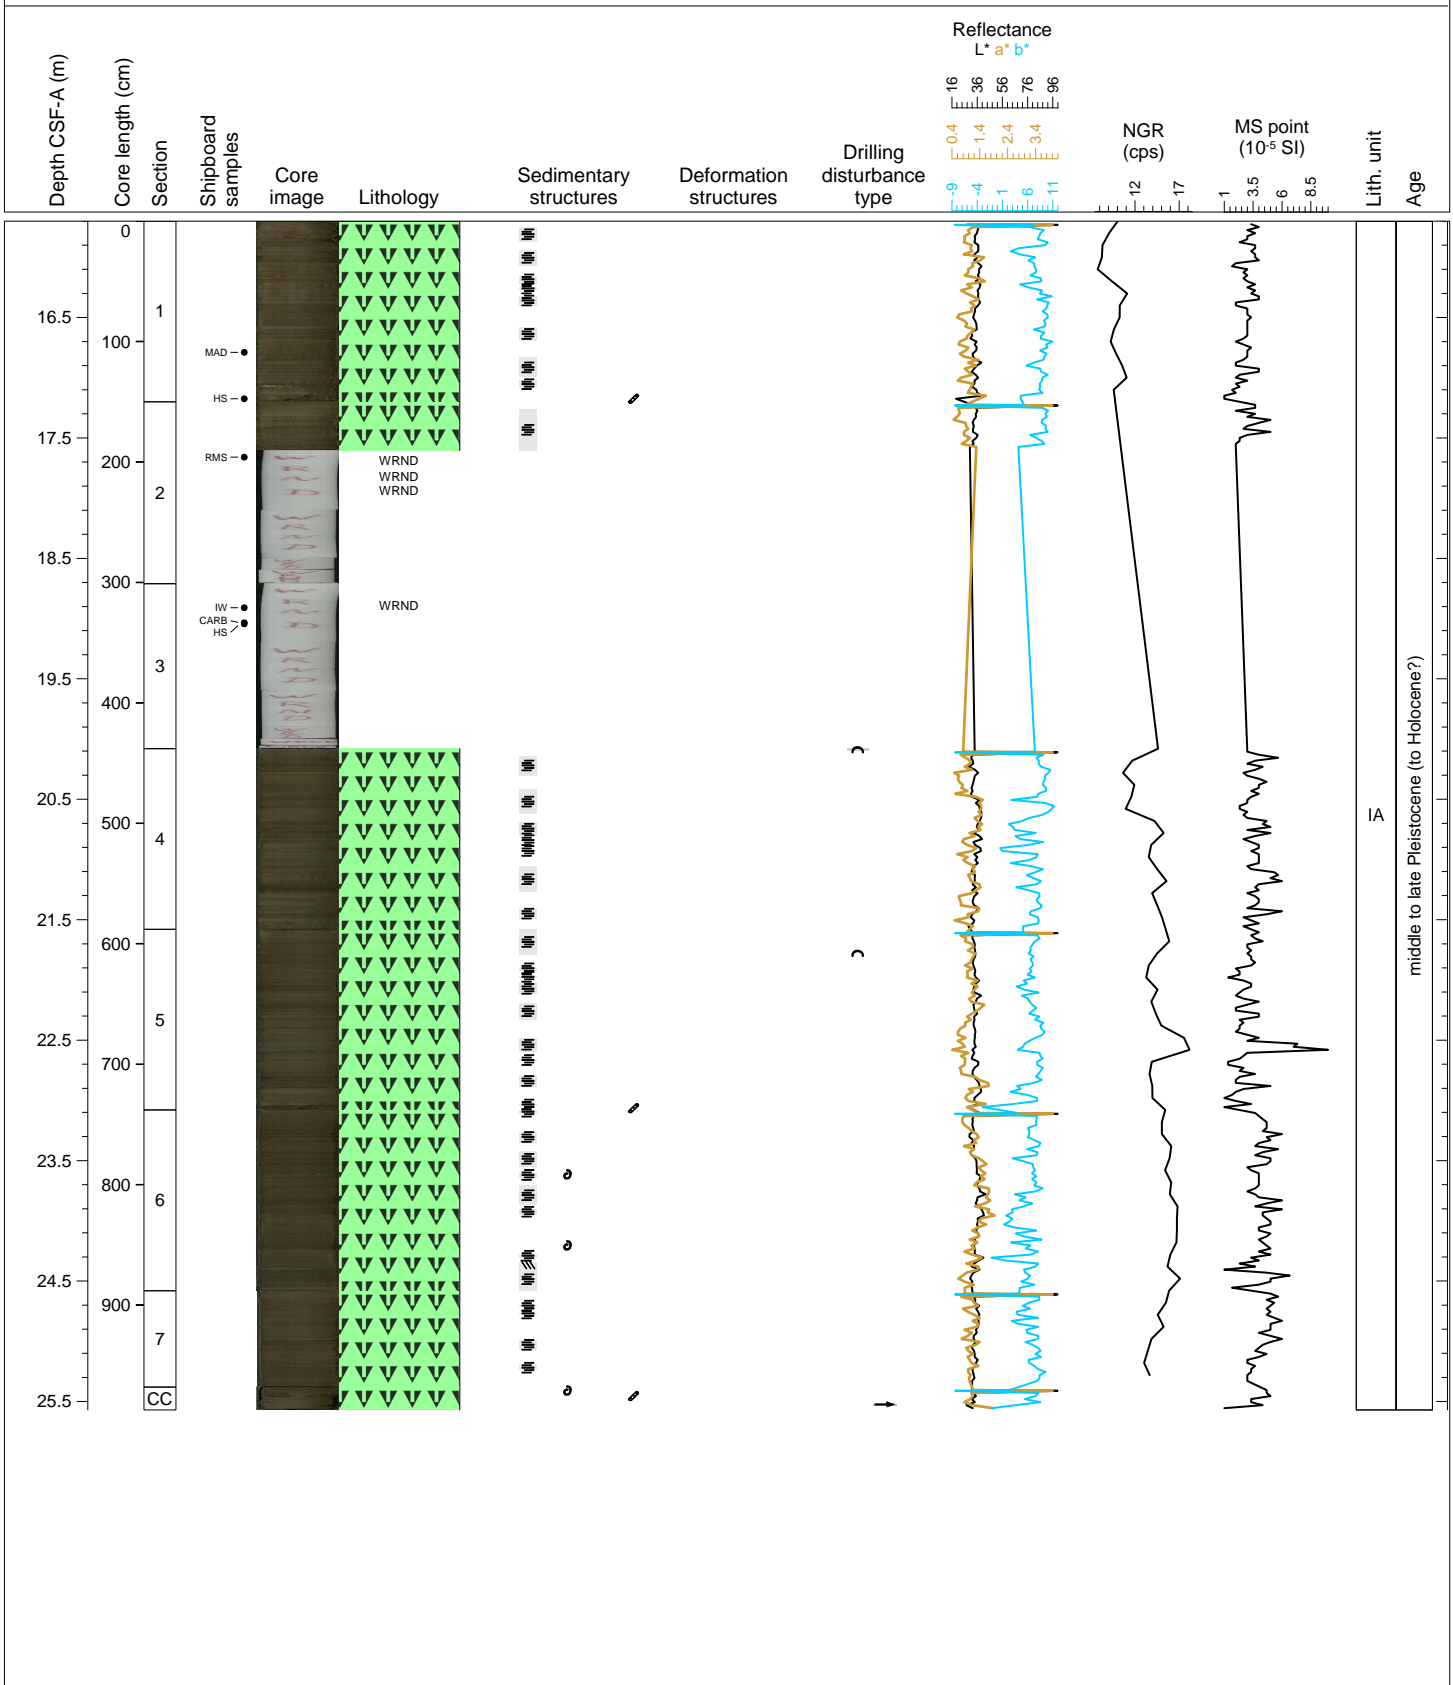 Reflectance
L* a* b*
16 36 56 76 96
0.4 1.4 2.4 3.4
-9 -4 1 6 11
Depth CSF-A (m)
Core length (cm)
Section
Shipboard
samples
Core
image
Lithology
Sedimentary
structures
Deformation
structures
Drilling
disturbance
type
NGR
(cps)
12 17
MS point
(10-5 SI)
1 3.5 6 8.5
Lith. unit
Age
0
1
16.5
100
MAD
HS
17.5
200
RMS
WRND
WRND
WRND
2
18.5
300
IW
WRND
CARB
HS
3
19.5
400
20.5
500
4
IA
middle to late Pleistocene (to Holocene?)
21.5
600
5
22.5
700
23.5
800
6
24.5
900
7
25.5
CC